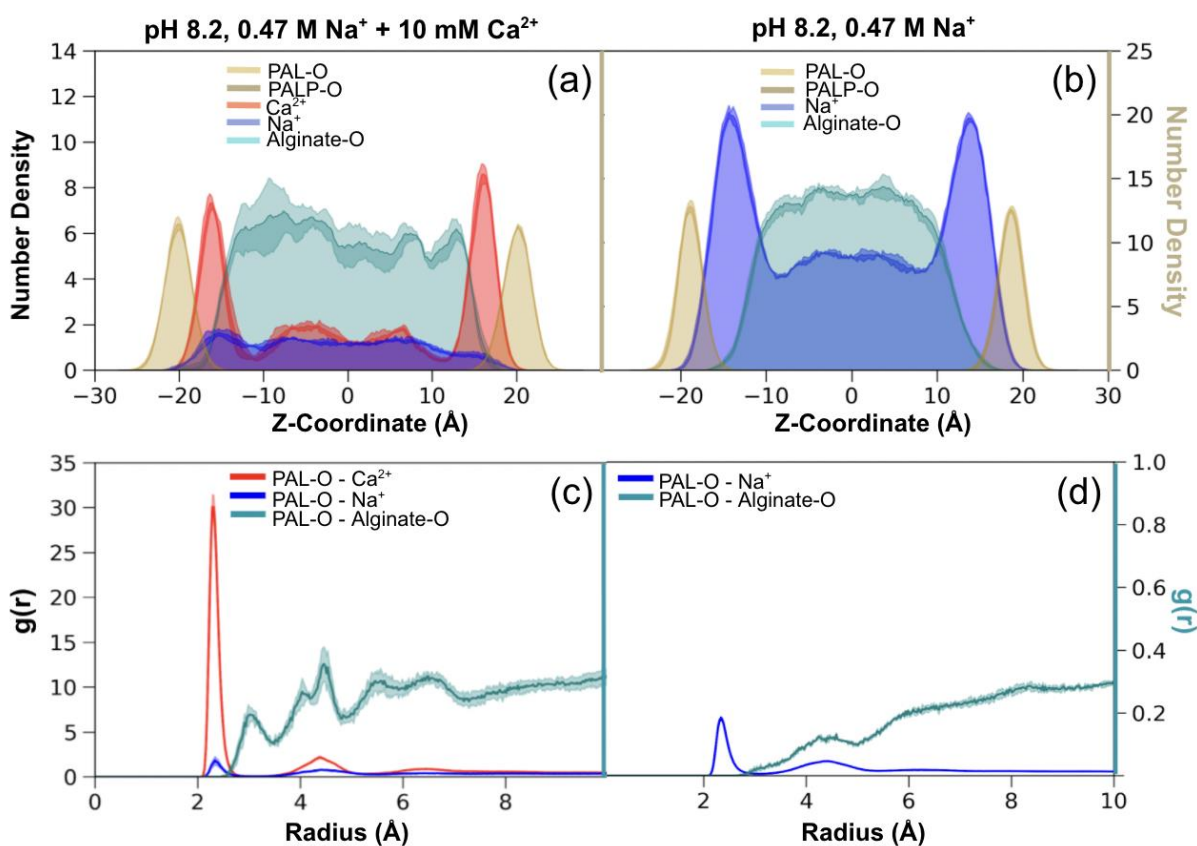 pH 8.2, 0.47 M Na⁺ + 10 mM Ca²⁺
pH 8.2, 0.47 M Na⁺
(a)
PAL-O
PALP-O
Ca²⁺
Na⁺
Alginate-O
Number Density
14
12
10
8
6
4
2
0
−30
−20
−10
0
10
20
Z-Coordinate (Å)
(b)
PAL-O
PALP-O
Na⁺
Alginate-O
25
20
15
10
5
0
Number Density
−20
−10
0
10
20
30
Z-Coordinate (Å)
(c)
PAL-O - Ca²⁺
PAL-O - Na⁺
PAL-O - Alginate-O
g(r)
35
30
25
20
15
10
5
0
0
2
4
6
8
Radius (Å)
(d)
PAL-O - Na⁺
PAL-O - Alginate-O
1.0
0.8
0.6
0.4
0.2
g(r)
2
4
6
8
10
Radius (Å)